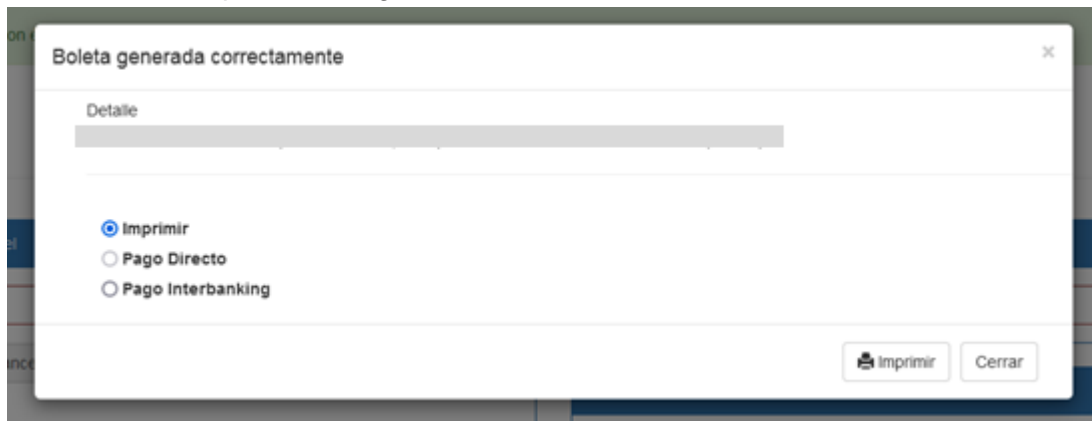 Boleta generada correctamente ×
Detalle
Imprimir
Pago Directo
Pago Interbanking
Imprimir Cerrar